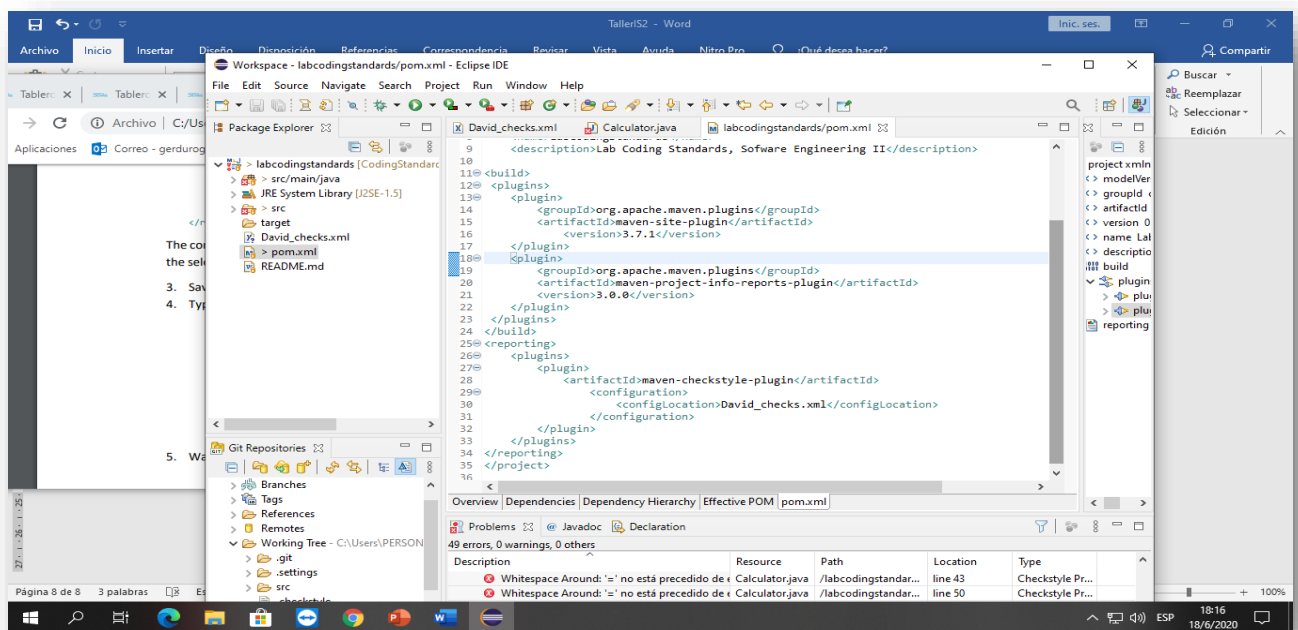 TallerIS2 - Word
Inic. ses.
Archivo Inicio Insertar Diseño Disposición Referencias Correspondencia Revisar Vista Ayuda Nitro Pro ¿Qué desea hacer? Compartir
Workspace - labcodingstandards/pom.xml - Eclipse IDE
File Edit Source Navigate Search Project Run Window Help
Buscar
Reemplazar
Seleccionar
Edición
Tablero Tablero
Archivo | C:/Us
Aplicaciones Correo - gerdurog
Package Explorer
> labcodingstandards [CodingStandard
> src/main/java
JRE System Library [J2SE-1.5]
> src
target
David_checks.xml
> pom.xml
README.md
The co
the sel
3. Sav
4. Ty
5. Wa
David_checks.xml Calculator.java labcodingstandards/pom.xml
9 <description>Lab Coding Standards, Sofware Engineering II</description>
10
11 <build>
12 <plugins>
13 <plugin>
14 <groupId>org.apache.maven.plugins</groupId>
15 <artifactId>maven-site-plugin</artifactId>
16 <version>3.7.1</version>
17 </plugin>
18 <plugin>
19 <groupId>org.apache.maven.plugins</groupId>
20 <artifactId>maven-project-info-reports-plugin</artifactId>
21 <version>3.0.0</version>
22 </plugin>
23 </plugins>
24 </build>
25 <reporting>
26 <plugins>
27 <plugin>
28 <artifactId>maven-checkstyle-plugin</artifactId>
29 <configuration>
30 <configLocation>David_checks.xml</configLocation>
31 </configuration>
32 </plugin>
33 </plugins>
34 </reporting>
35 </project>
36
Overview Dependencies Dependency Hierarchy Effective POM pom.xml
project xmln
modelVer
groupId
artifactId
version 0
name Lab
descriptio
build
plugin
plu
plu
reporting
Git Repositories
Branches
Tags
References
Remotes
Working Tree - C:\Users\PERSON
.git
.settings
src
checkstyle
Problems Javadoc Declaration
49 errors, 0 warnings, 0 others
Description Resource Path Location Type
Whitespace Around: '=' no está precedido de e Calculator.java /labcodingstandar... line 43 Checkstyle Pr...
Whitespace Around: '=' no está precedido de e Calculator.java /labcodingstandar... line 50 Checkstyle Pr...
Página 8 de 8 3 palabras Es
100%
ESP
18:16
18/6/2020